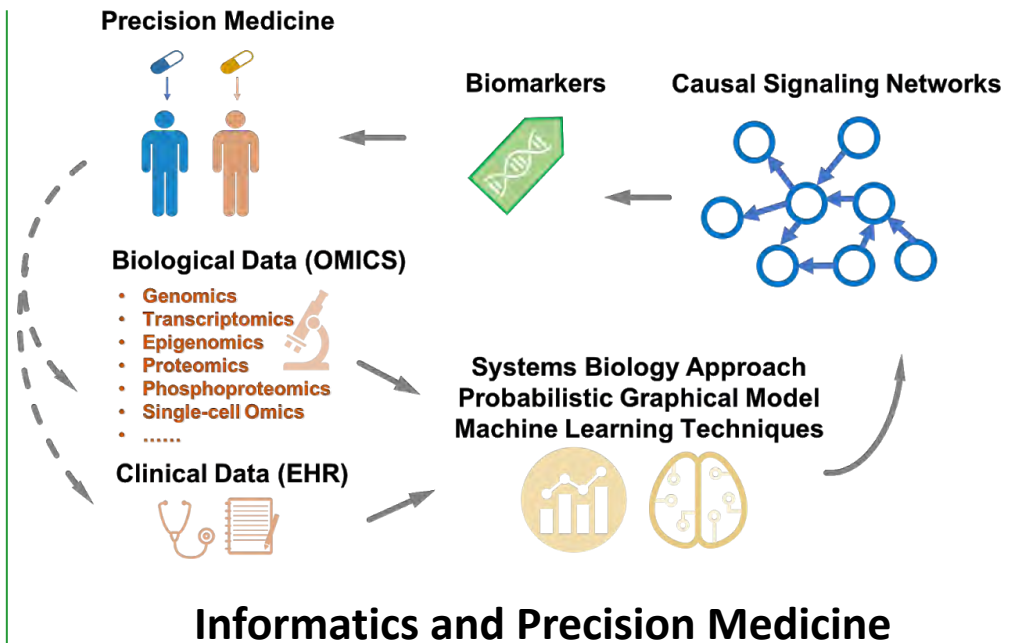 Precision Medicine
Biomarkers
Causal Signaling Networks
Biological Data (OMICS)
• Genomics
• Transcriptomics
• Epigenomics
• Proteomics
• Phosphoproteomics
• Single-cell Omics
• ......
Clinical Data (EHR)
Systems Biology Approach
Probabilistic Graphical Model
Machine Learning Techniques
Informatics and Precision Medicine